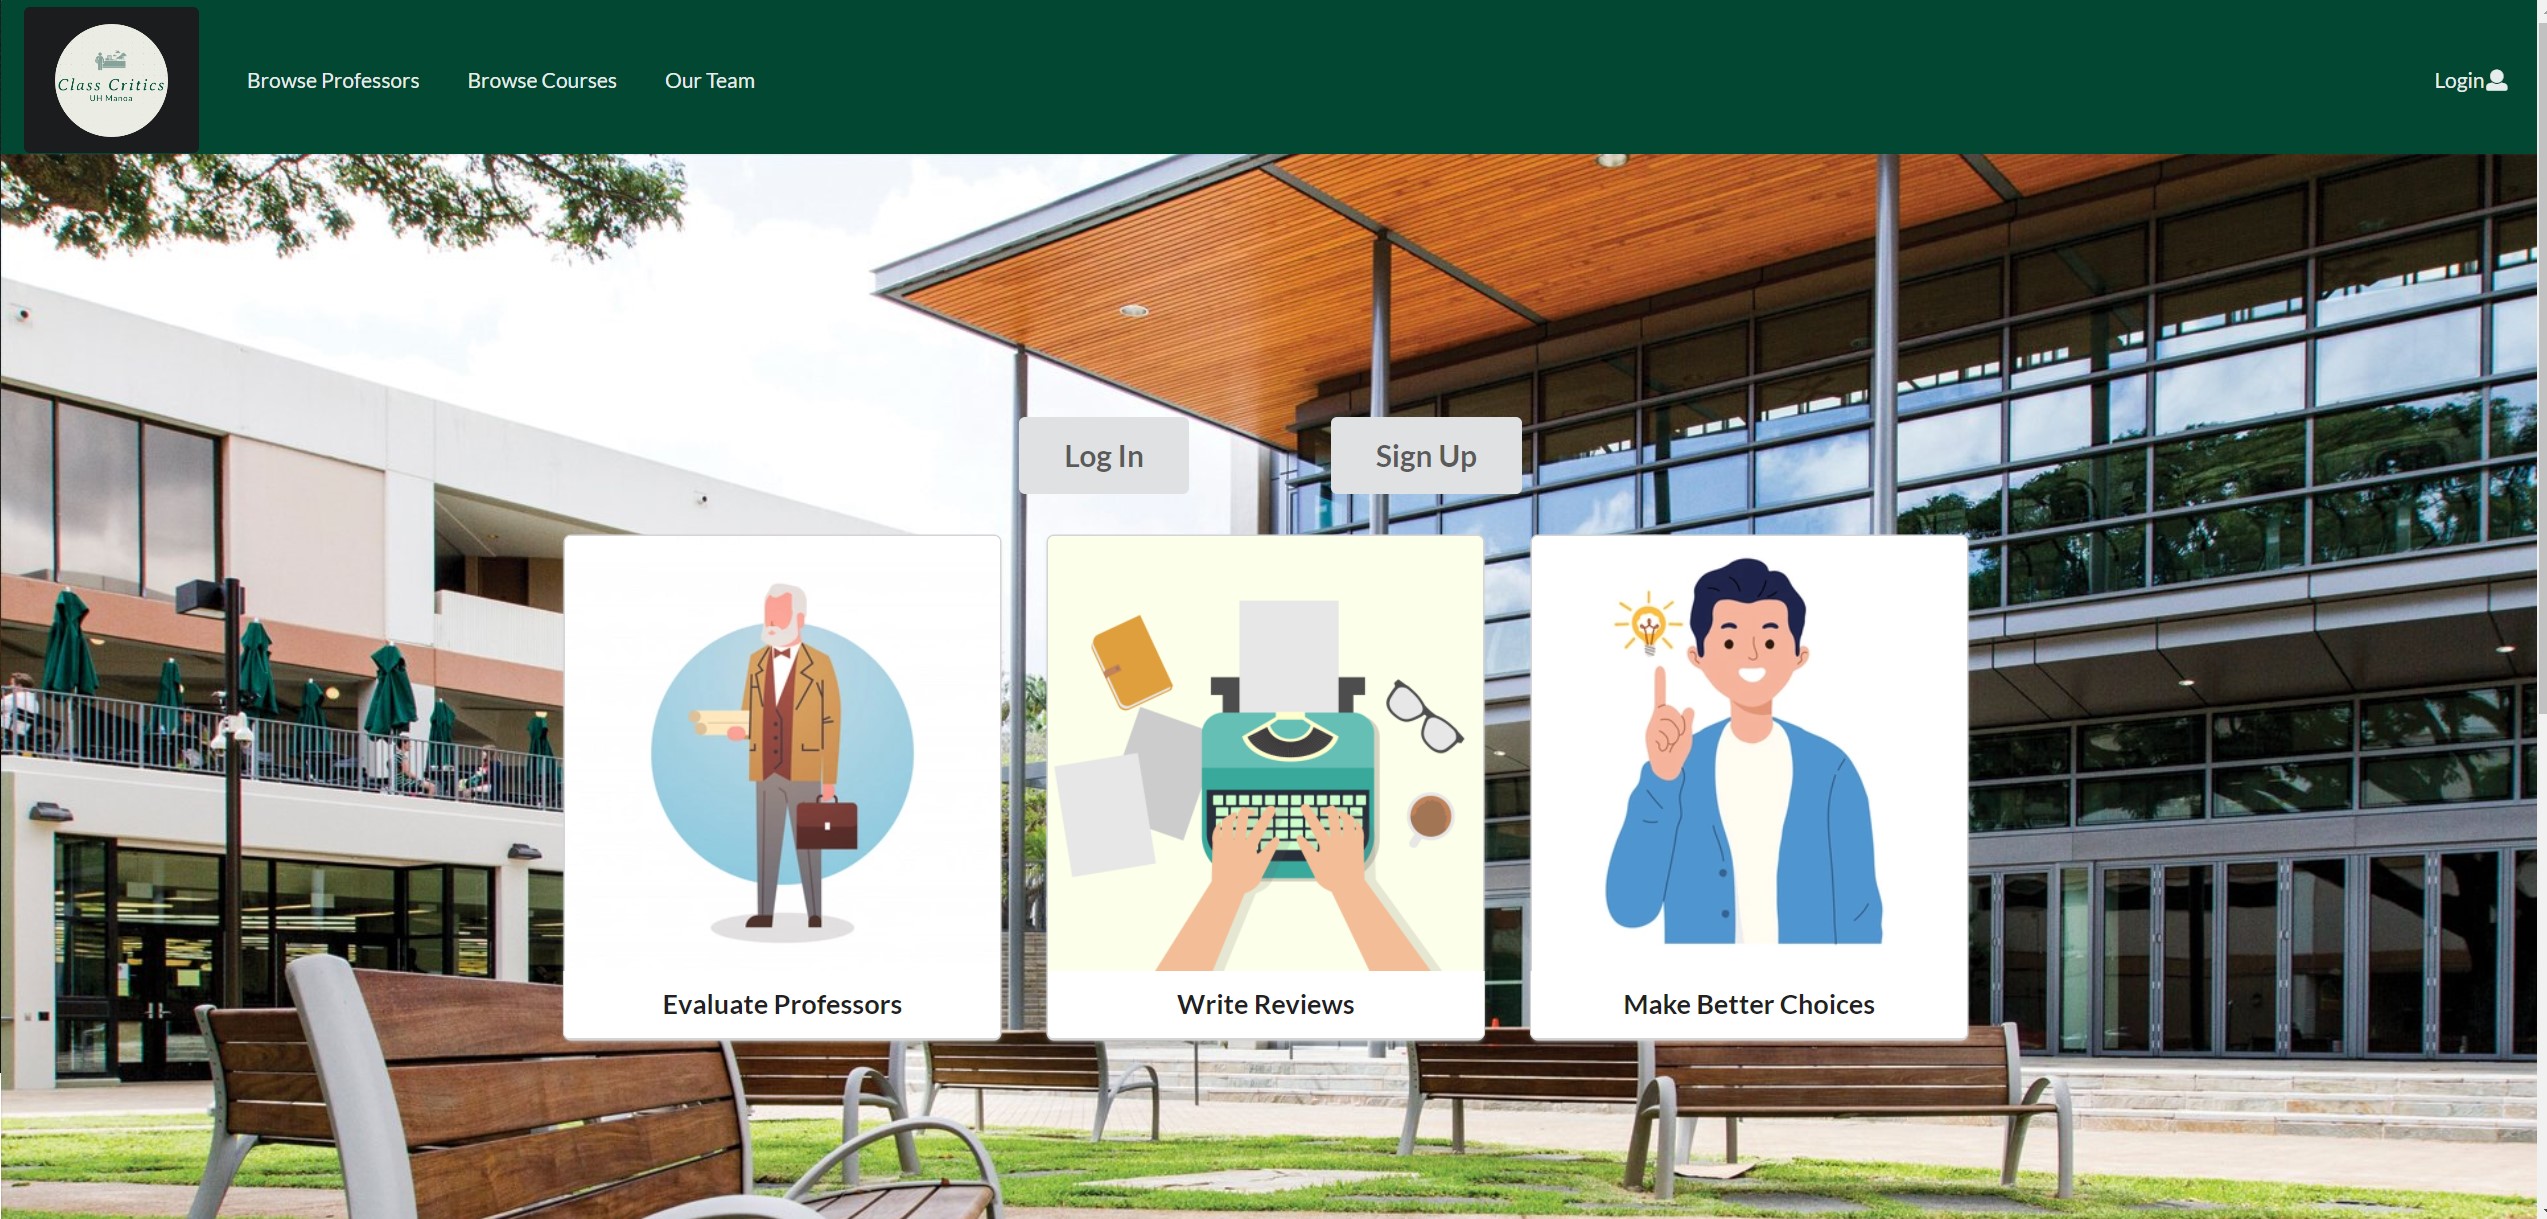 Class Critics
UH Manoa
Browse Professors
Browse Courses
Our Team
Login
Log In
Sign Up
Evaluate Professors
Write Reviews
Make Better Choices